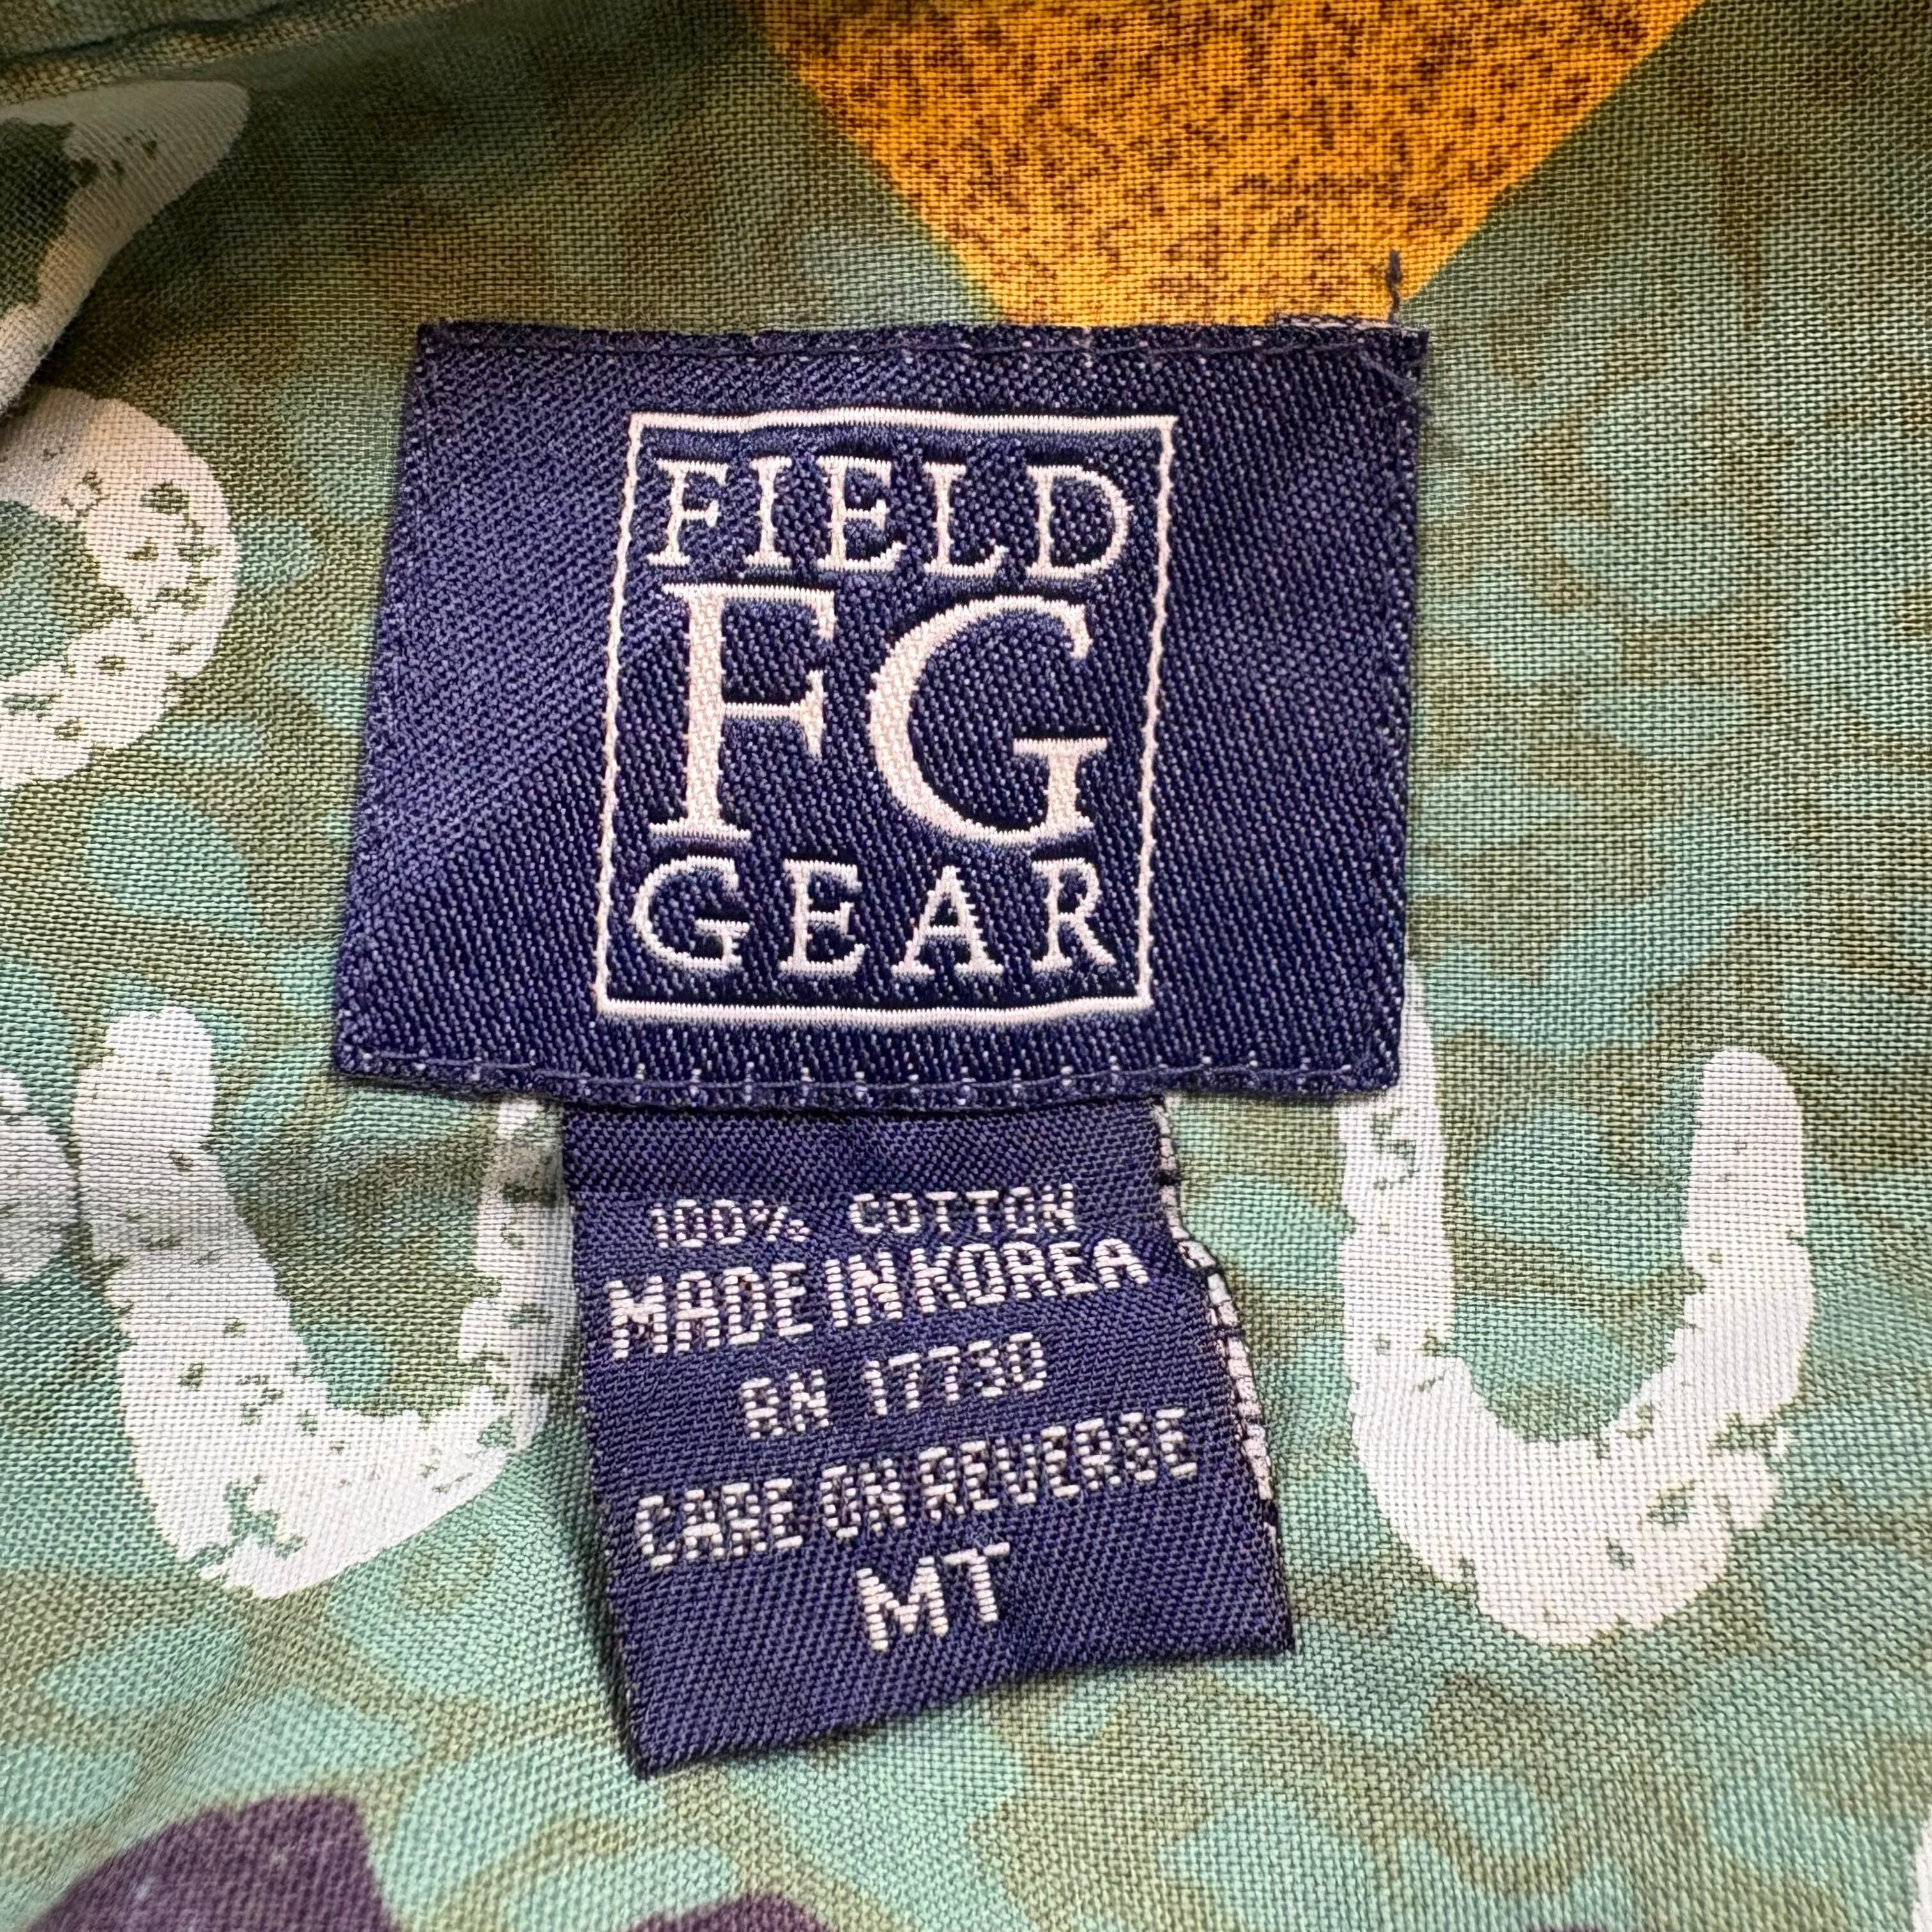 FIELD
FG
GEAR
100% COTTON
MADE IN KOREA
RN 17730
CARE ON REVERSE
MT